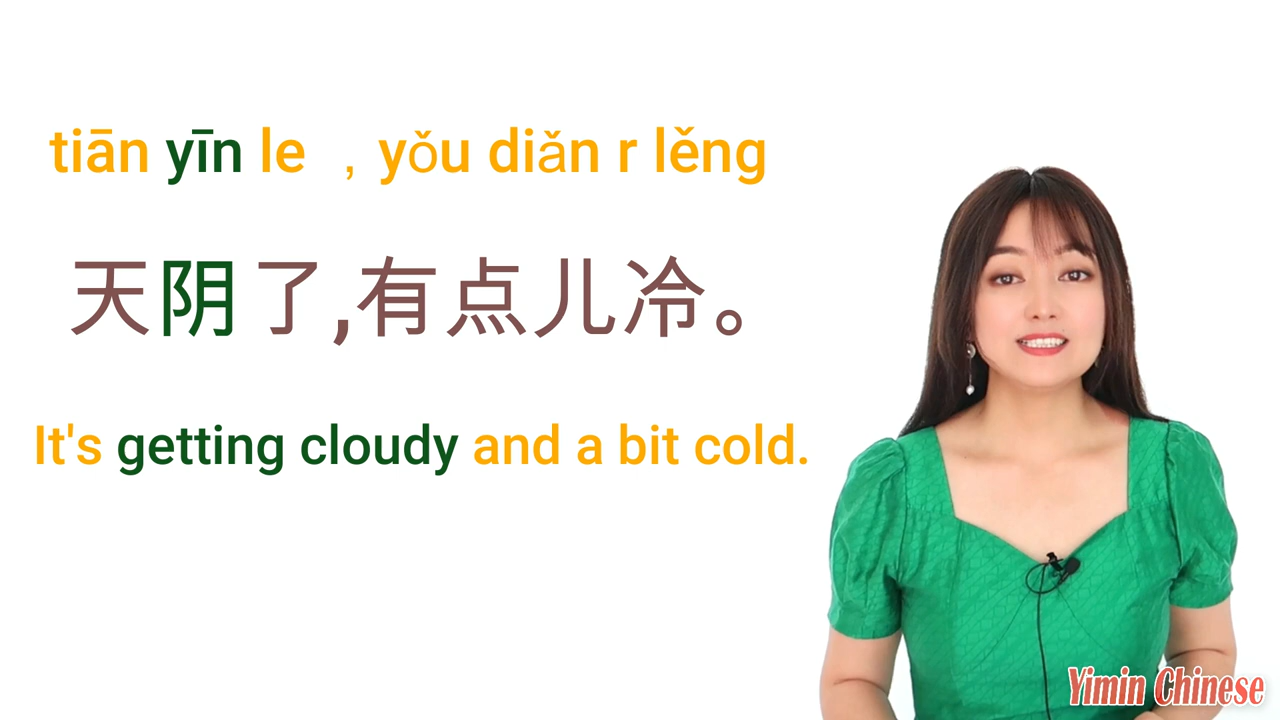 tiān yīn le ，yǒu diǎn r lěng
天阴了,有点儿冷。
It's getting cloudy and a bit cold.
Yimin Chinese